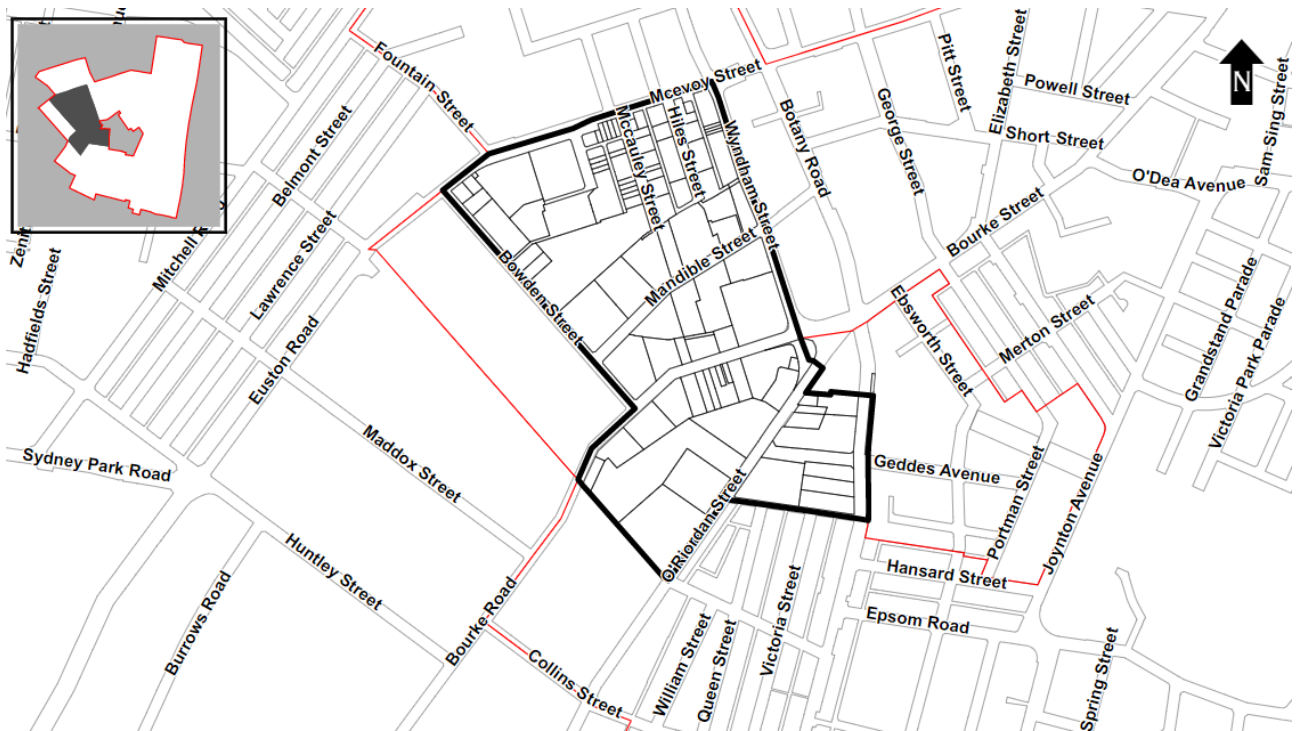 Fountain Street
Mcevoy Street
Pitt Street
Elizabeth Street
Powell Street
Sam Sing Street
N
Belmont Street
Mccauley Street
Hiles Street
Wyndham Street
Botany Road
George Street
Short Street
O'Dea Avenue
Mitchell R
Lawrence Street
Bourke Street
Zenit
Hadfields Street
Euston Road
Bowden Street
Mandible Street
Ebsworth Street
Merton Street
Grandstand Parade
Victoria Park Parade
Sydney Park Road
Maddox Street
O'Riordan Street
Geddes Avenue
Portman Street
Joynton Avenue
Huntley Street
Hansard Street
Burrows Road
Bourke Road
Epsom Road
Collins Street
William Street
Queen Street
Victoria Street
Spring Street